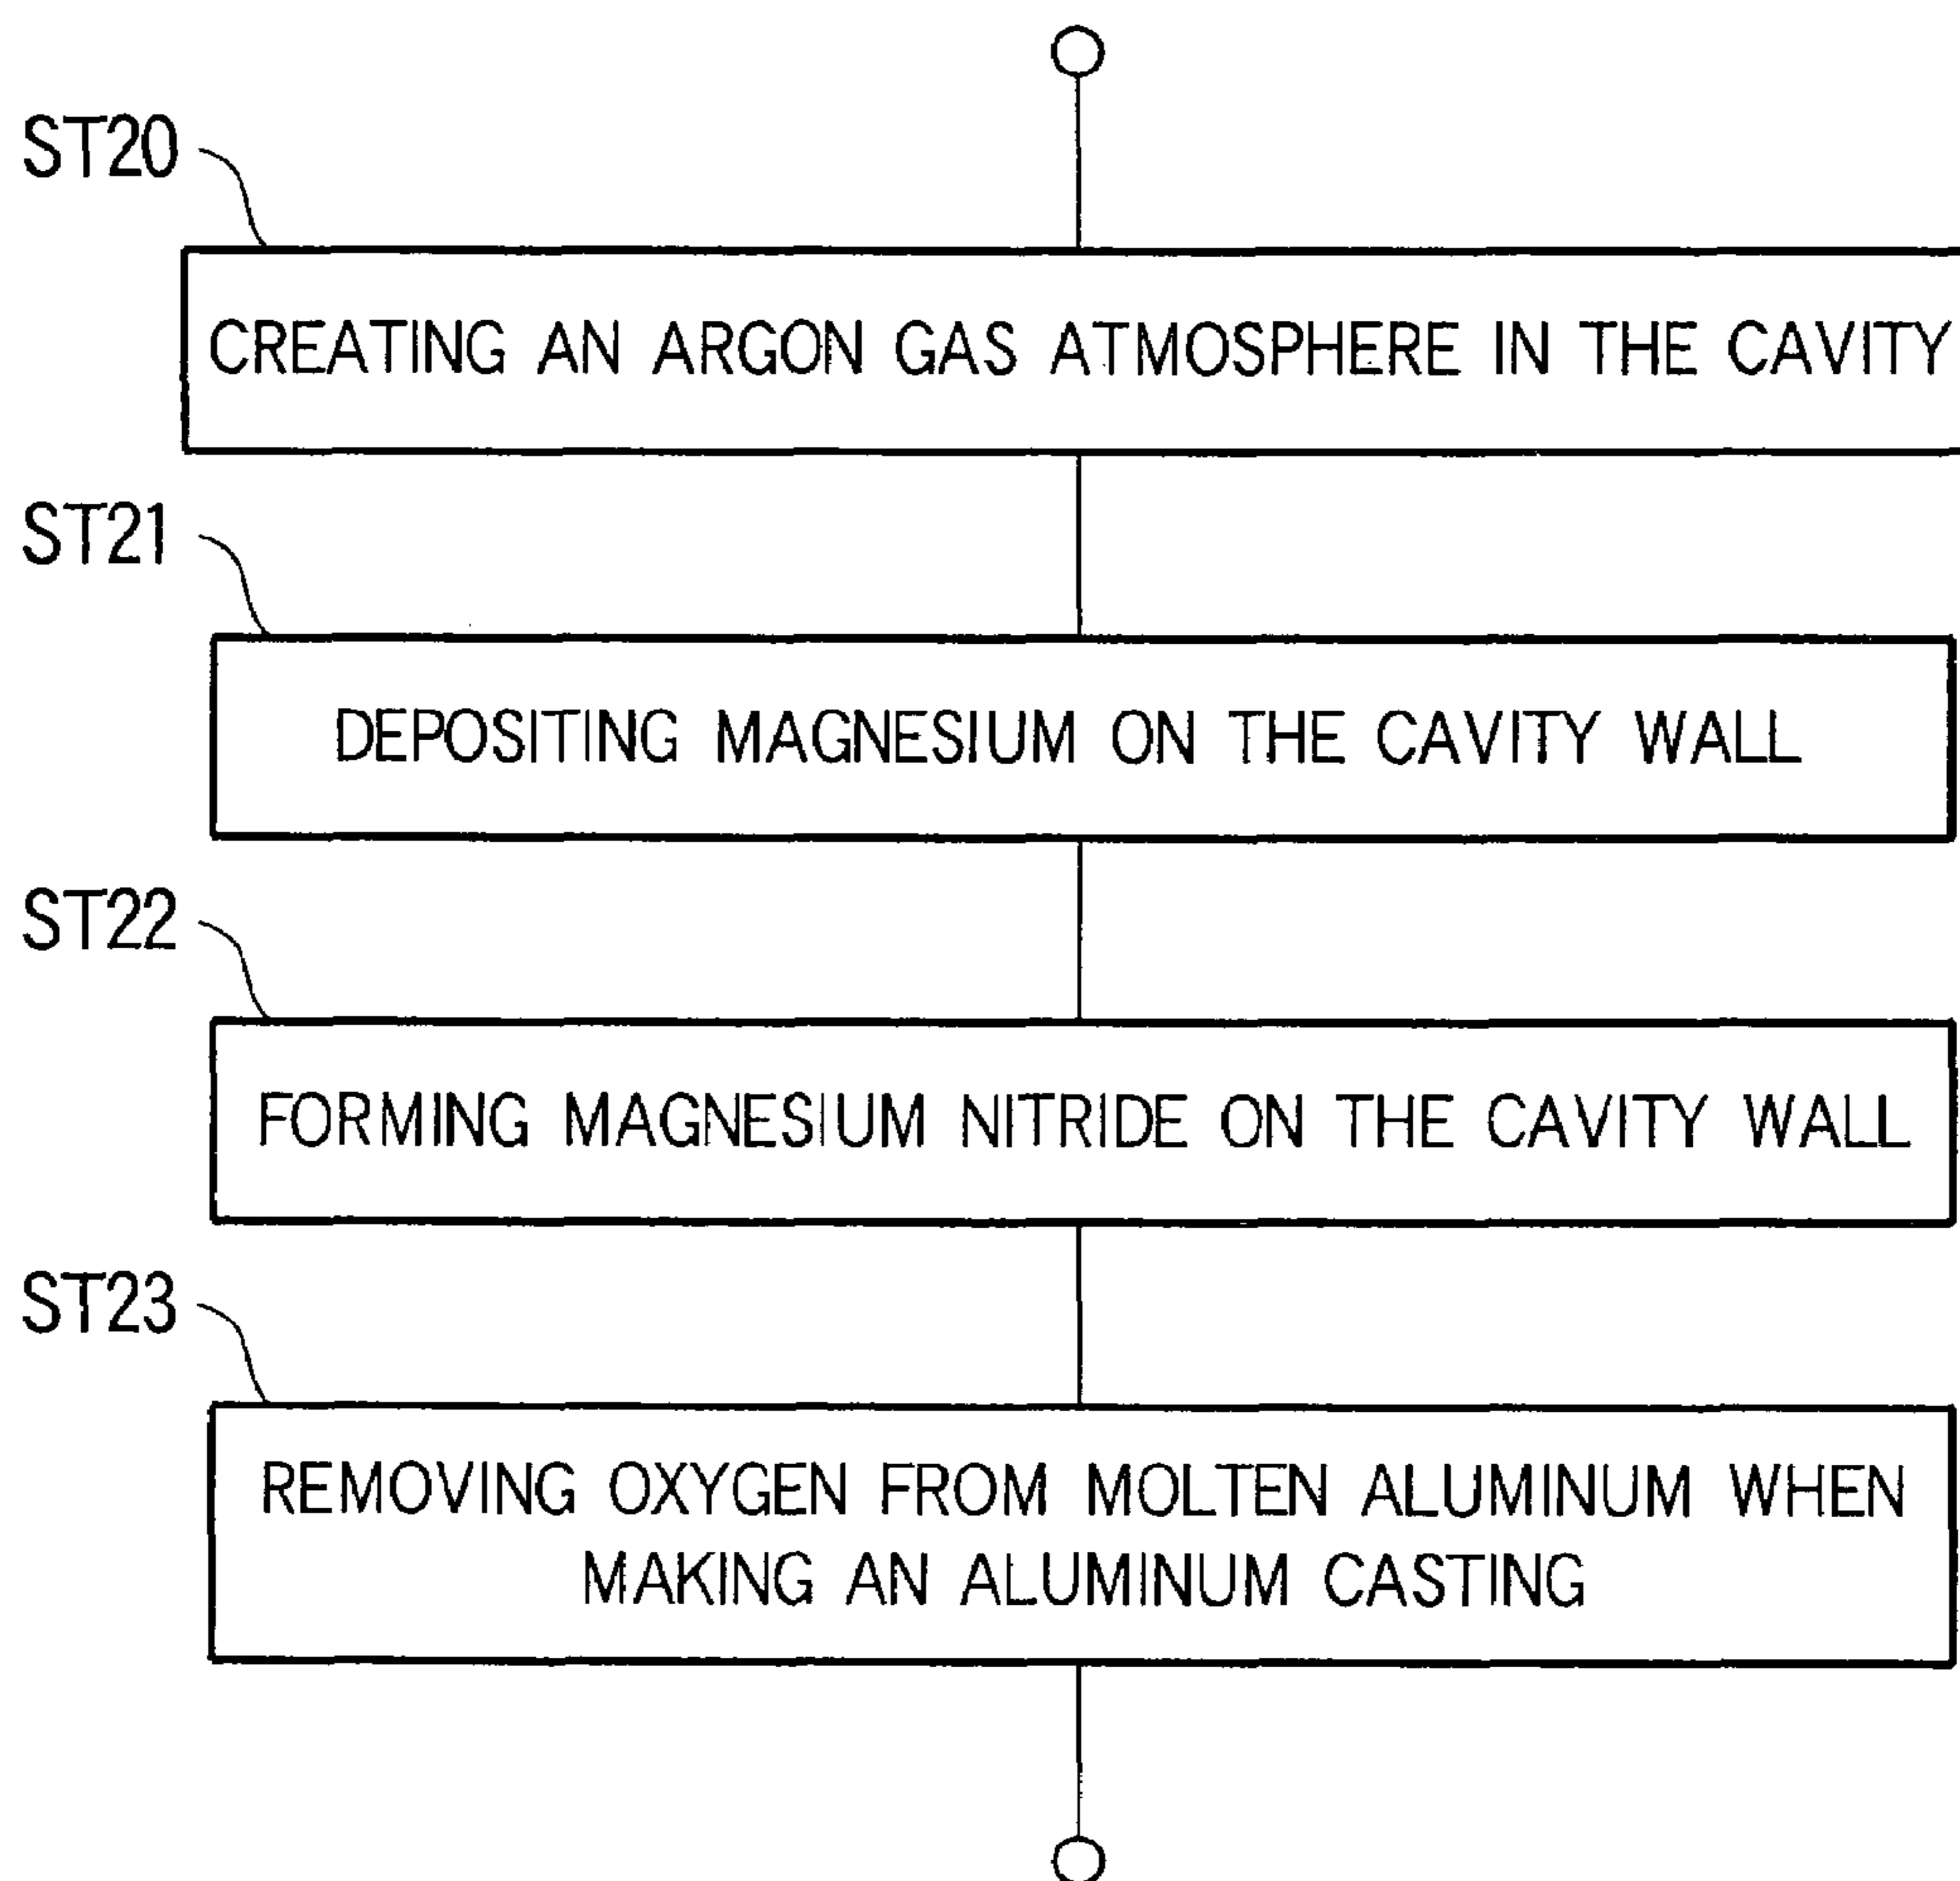 ST20
CREATING AN ARGON GAS ATMOSPHERE IN THE CAVITY
ST21
DEPOSITING MAGNESIUM ON THE CAVITY WALL
ST22
FORMING MAGNESIUM NITRIDE ON THE CAVITY WALL
ST23
REMOVING OXYGEN FROM MOLTEN ALUMINUM WHEN
MAKING AN ALUMINUM CASTING